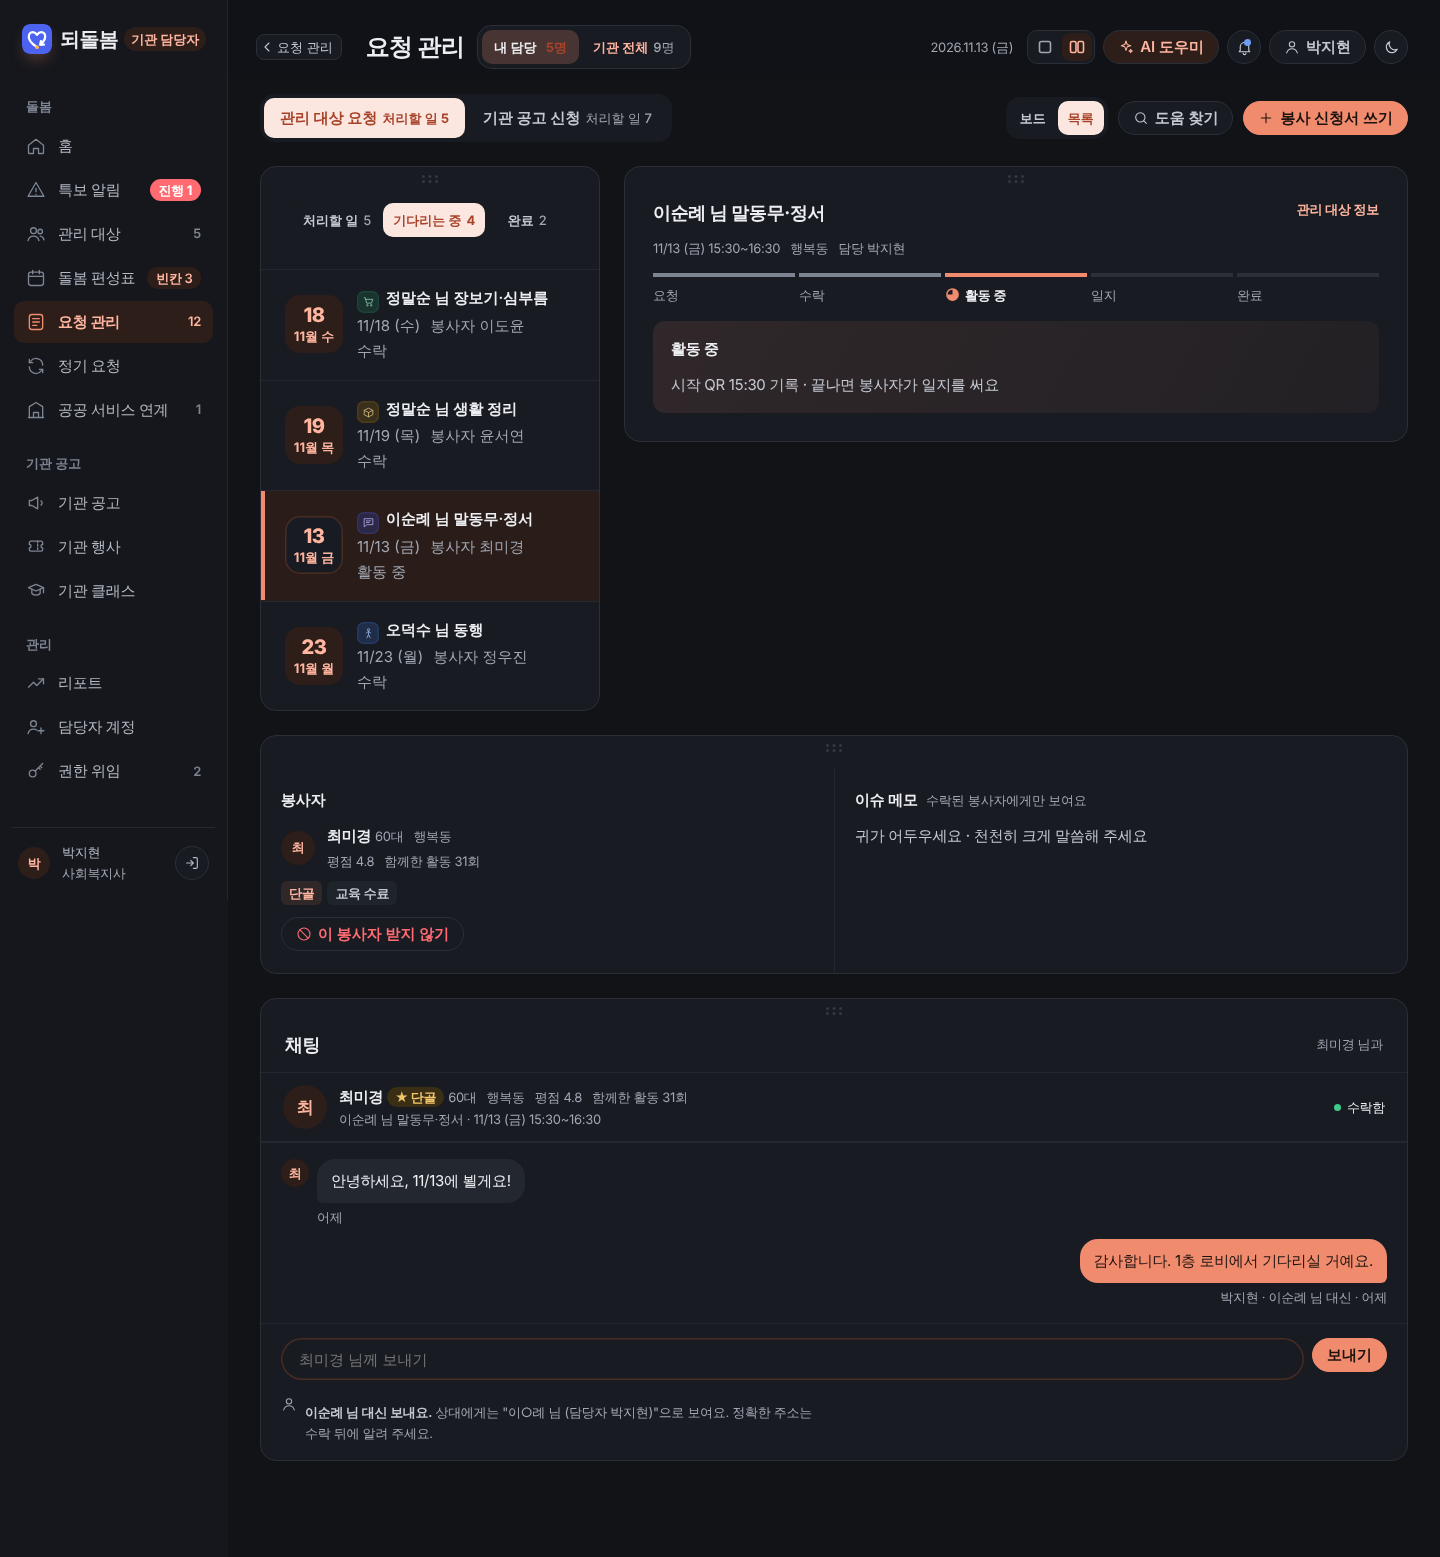 되돌봄 기관 담당자
돌봄
홈
특보 알림 진행 1
관리 대상 5
돌봄 편성표 빈칸 3
요청 관리 12
정기 요청
공공 서비스 연계 1
기관 공고
기관 공고
기관 행사
기관 클래스
관리
리포트
담당자 계정
권한 위임 2
박 박지현
사회복지사
요청 관리
요청 관리 내 담당 5명 기관 전체 9명
2026.11.13 (금) AI 도우미 박지현
관리 대상 요청 처리할 일 5 기관 공고 신청 처리할 일 7
보드 목록 도움 찾기 봉사 신청서 쓰기
처리할 일 5 기다리는 중 4 완료 2
18
11월 수
정말순 님 장보기·심부름
11/18 (수) 봉사자 이도윤
수락
19
11월 목
정말순 님 생활 정리
11/19 (목) 봉사자 윤서연
수락
13
11월 금
이순례 님 말동무·정서
11/13 (금) 봉사자 최미경
활동 중
23
11월 월
오덕수 님 동행
11/23 (월) 봉사자 정우진
수락
이순례 님 말동무·정서 관리 대상 정보
11/13 (금) 15:30~16:30 행복동 담당 박지현
요청 수락 활동 중 일지 완료
활동 중
시작 QR 15:30 기록 · 끝나면 봉사자가 일지를 써요
봉사자
최 최미경 60대 행복동
평점 4.8 함께한 활동 31회
단골 교육 수료
이 봉사자 받지 않기
이슈 메모 수락된 봉사자에게만 보여요
귀가 어두우세요 · 천천히 크게 말씀해 주세요
채팅 최미경 님과
최 최미경 ★ 단골 60대 행복동 평점 4.8 함께한 활동 31회
이순례 님 말동무·정서 · 11/13 (금) 15:30~16:30
수락함
최 안녕하세요, 11/13에 뵐게요!
어제
감사합니다. 1층 로비에서 기다리실 거예요.
박지현 · 이순례 님 대신 · 어제
최미경 님께 보내기 보내기
이순례 님 대신 보내요. 상대에게는 "이○례 님 (담당자 박지현)"으로 보여요. 정확한 주소는
수락 뒤에 알려 주세요.